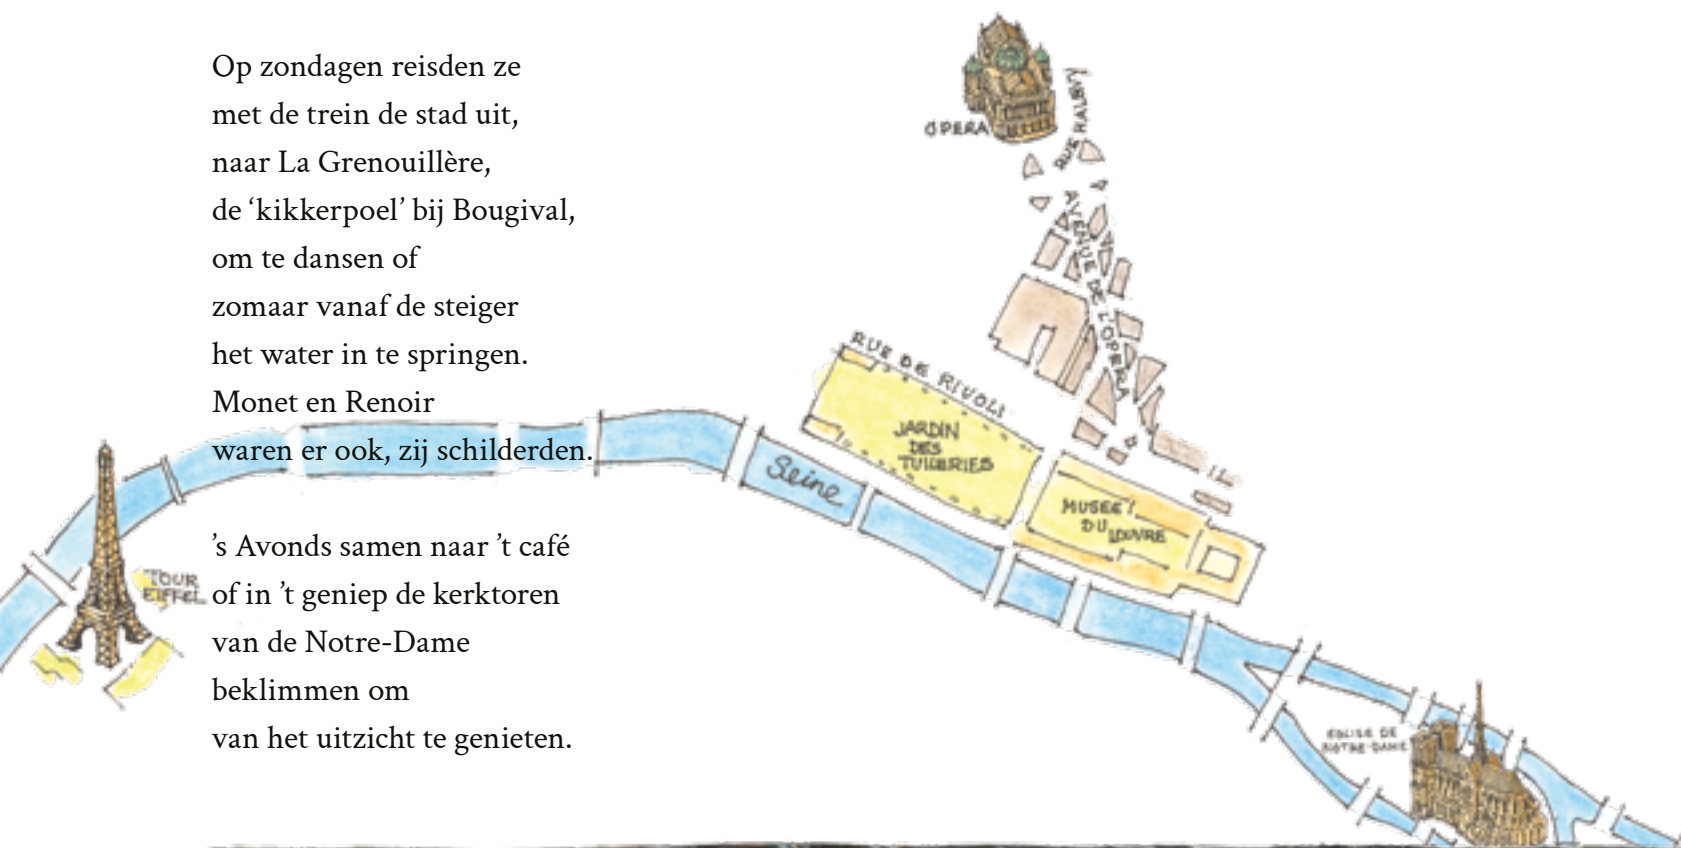 Op zondagen reisden ze
met de trein de stad uit,
naar La Grenouillère,
de ‘kikkerpoel’ bij Bougival,
om te dansen of
zomaar vanaf de steiger
het water in te springen.
Monet en Renoir
waren er ook, zij schilderden.
’s Avonds samen naar ’t café
of in ’t geniep de kerktoren
van de Notre-Dame
beklimmen om
van het uitzicht te genieten.
OPERA
RUE HALEVY
AVENUE DE L'OPERA
RUE DE RIVOLI
JARDIN
DES
TUILERIES
Seine
MUSEE
DU LOUVRE
TOUR
EIFFEL
EGLISE DE
NOTRE-DAME